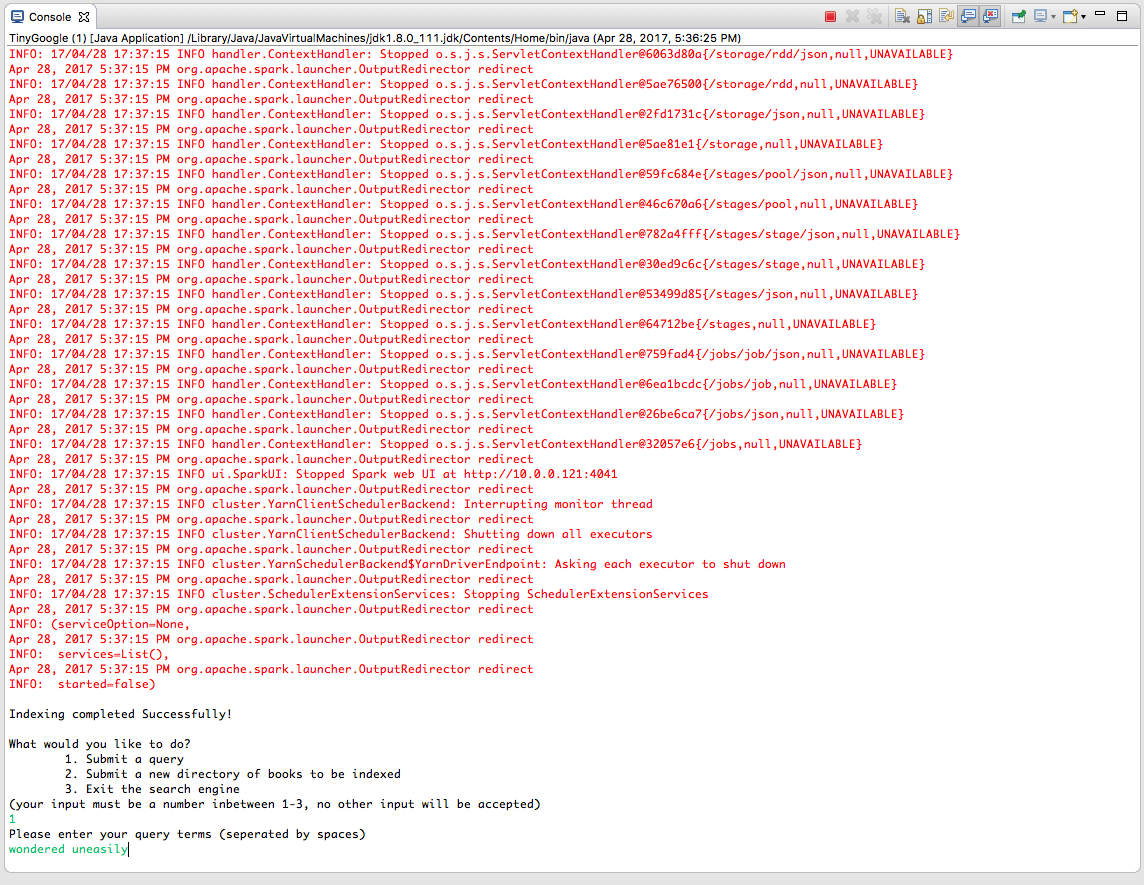 Console
TinyGoogle (1) [Java Application] /Library/Java/JavaVirtualMachines/jdk1.8.0_111.jdk/Contents/Home/bin/java (Apr 28, 2017, 5:36:25 PM)
INFO: 17/04/28 17:37:15 INFO handler.ContextHandler: Stopped o.s.j.s.ServletContextHandler@6063d80a{/storage/rdd/json,null,UNAVAILABLE}
Apr 28, 2017 5:37:15 PM org.apache.spark.launcher.OutputRedirector redirect
INFO: 17/04/28 17:37:15 INFO handler.ContextHandler: Stopped o.s.j.s.ServletContextHandler@5ae76500{/storage/rdd,null,UNAVAILABLE}
Apr 28, 2017 5:37:15 PM org.apache.spark.launcher.OutputRedirector redirect
INFO: 17/04/28 17:37:15 INFO handler.ContextHandler: Stopped o.s.j.s.ServletContextHandler@2fd1731c{/storage/json,null,UNAVAILABLE}
Apr 28, 2017 5:37:15 PM org.apache.spark.launcher.OutputRedirector redirect
INFO: 17/04/28 17:37:15 INFO handler.ContextHandler: Stopped o.s.j.s.ServletContextHandler@5ae81e1{/storage,null,UNAVAILABLE}
Apr 28, 2017 5:37:15 PM org.apache.spark.launcher.OutputRedirector redirect
INFO: 17/04/28 17:37:15 INFO handler.ContextHandler: Stopped o.s.j.s.ServletContextHandler@59fc684e{/stages/pool/json,null,UNAVAILABLE}
Apr 28, 2017 5:37:15 PM org.apache.spark.launcher.OutputRedirector redirect
INFO: 17/04/28 17:37:15 INFO handler.ContextHandler: Stopped o.s.j.s.ServletContextHandler@46c670a6{/stages/pool,null,UNAVAILABLE}
Apr 28, 2017 5:37:15 PM org.apache.spark.launcher.OutputRedirector redirect
INFO: 17/04/28 17:37:15 INFO handler.ContextHandler: Stopped o.s.j.s.ServletContextHandler@782a4fff{/stages/stage/json,null,UNAVAILABLE}
Apr 28, 2017 5:37:15 PM org.apache.spark.launcher.OutputRedirector redirect
INFO: 17/04/28 17:37:15 INFO handler.ContextHandler: Stopped o.s.j.s.ServletContextHandler@30ed9c6c{/stages/stage,null,UNAVAILABLE}
Apr 28, 2017 5:37:15 PM org.apache.spark.launcher.OutputRedirector redirect
INFO: 17/04/28 17:37:15 INFO handler.ContextHandler: Stopped o.s.j.s.ServletContextHandler@53499d85{/stages/json,null,UNAVAILABLE}
Apr 28, 2017 5:37:15 PM org.apache.spark.launcher.OutputRedirector redirect
INFO: 17/04/28 17:37:15 INFO handler.ContextHandler: Stopped o.s.j.s.ServletContextHandler@64712be{/stages,null,UNAVAILABLE}
Apr 28, 2017 5:37:15 PM org.apache.spark.launcher.OutputRedirector redirect
INFO: 17/04/28 17:37:15 INFO handler.ContextHandler: Stopped o.s.j.s.ServletContextHandler@759fad4{/jobs/job/json,null,UNAVAILABLE}
Apr 28, 2017 5:37:15 PM org.apache.spark.launcher.OutputRedirector redirect
INFO: 17/04/28 17:37:15 INFO handler.ContextHandler: Stopped o.s.j.s.ServletContextHandler@6ea1bcdc{/jobs/job,null,UNAVAILABLE}
Apr 28, 2017 5:37:15 PM org.apache.spark.launcher.OutputRedirector redirect
INFO: 17/04/28 17:37:15 INFO handler.ContextHandler: Stopped o.s.j.s.ServletContextHandler@26be6ca7{/jobs/json,null,UNAVAILABLE}
Apr 28, 2017 5:37:15 PM org.apache.spark.launcher.OutputRedirector redirect
INFO: 17/04/28 17:37:15 INFO handler.ContextHandler: Stopped o.s.j.s.ServletContextHandler@32057e6{/jobs,null,UNAVAILABLE}
Apr 28, 2017 5:37:15 PM org.apache.spark.launcher.OutputRedirector redirect
INFO: 17/04/28 17:37:15 INFO ui.SparkUI: Stopped Spark web UI at http://10.0.0.121:4041
Apr 28, 2017 5:37:15 PM org.apache.spark.launcher.OutputRedirector redirect
INFO: 17/04/28 17:37:15 INFO cluster.YarnClientSchedulerBackend: Interrupting monitor thread
Apr 28, 2017 5:37:15 PM org.apache.spark.launcher.OutputRedirector redirect
INFO: 17/04/28 17:37:15 INFO cluster.YarnClientSchedulerBackend: Shutting down all executors
Apr 28, 2017 5:37:15 PM org.apache.spark.launcher.OutputRedirector redirect
INFO: 17/04/28 17:37:15 INFO cluster.YarnSchedulerBackend$YarnDriverEndpoint: Asking each executor to shut down
Apr 28, 2017 5:37:15 PM org.apache.spark.launcher.OutputRedirector redirect
INFO: 17/04/28 17:37:15 INFO cluster.SchedulerExtensionServices: Stopping SchedulerExtensionServices
Apr 28, 2017 5:37:15 PM org.apache.spark.launcher.OutputRedirector redirect
INFO: (serviceOption=None,
Apr 28, 2017 5:37:15 PM org.apache.spark.launcher.OutputRedirector redirect
INFO:  services=List(),
Apr 28, 2017 5:37:15 PM org.apache.spark.launcher.OutputRedirector redirect
INFO:  started=false)
Indexing completed Successfully!
What would you like to do?
1. Submit a query
2. Submit a new directory of books to be indexed
3. Exit the search engine
(your input must be a number inbetween 1-3, no other input will be accepted)
1
Please enter your query terms (seperated by spaces)
wondered uneasily